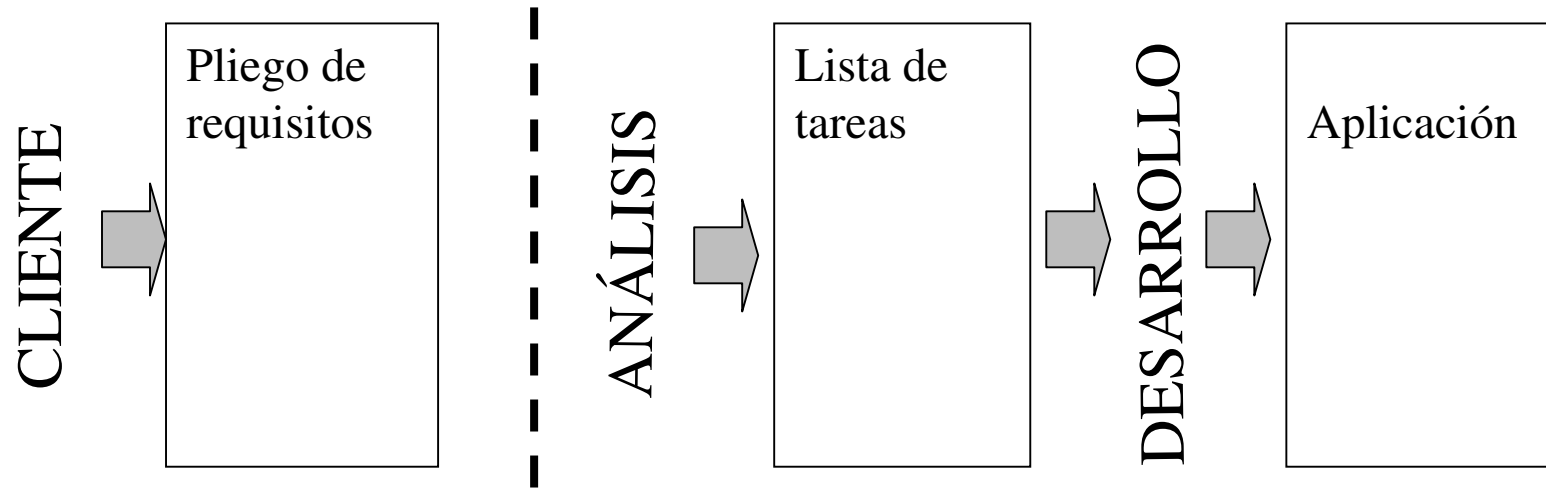 CLIENTE
Pliego de
requisitos
ANÁLISIS
Lista de
tareas
DESARROLLO
Aplicación